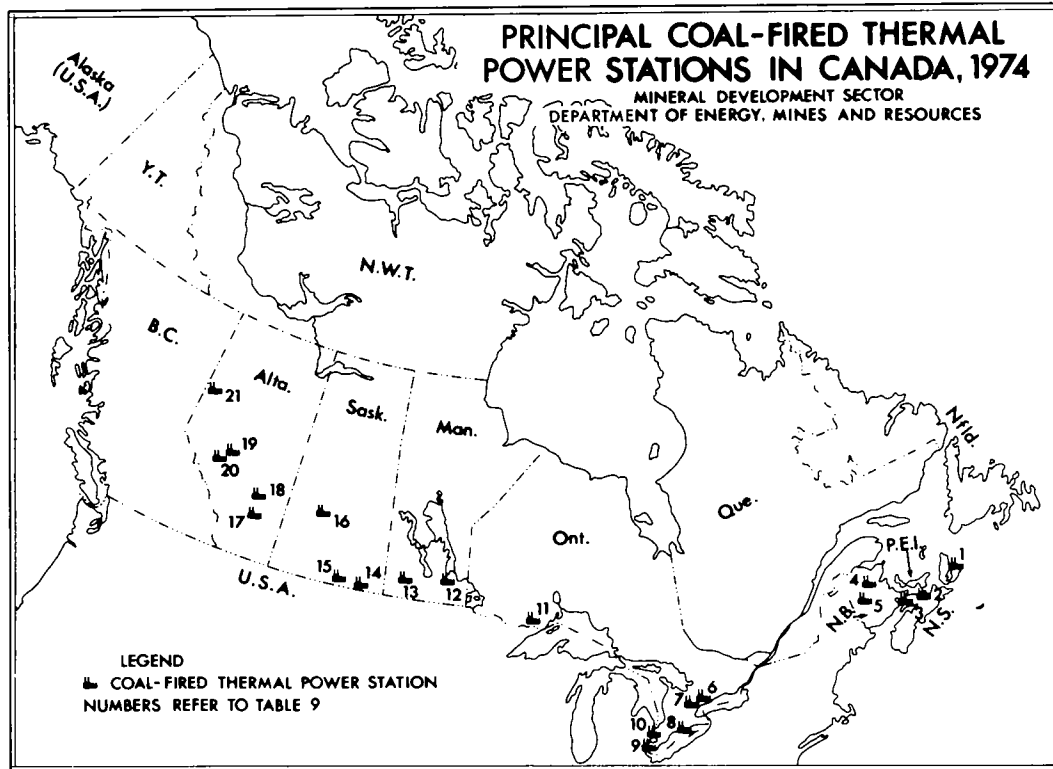 PRINCIPAL COAL-FIRED THERMAL
POWER STATIONS IN CANADA, 1974
MINERAL DEVELOPMENT SECTOR
DEPARTMENT OF ENERGY, MINES AND RESOURCES
Alaska
(U.S.A.)
Y.T.
N.W.T.
B.C.
Alta.
Sask.
Man.
Ont.
Que.
Nfld.
P.E.I.
N.B.
N.S.
U.S.A.
21
19
20
18
17
16
15
14
13
12
11
1
2
3
4
5
6
7
8
10
9
LEGEND
COAL-FIRED THERMAL POWER STATION
NUMBERS REFER TO TABLE 9